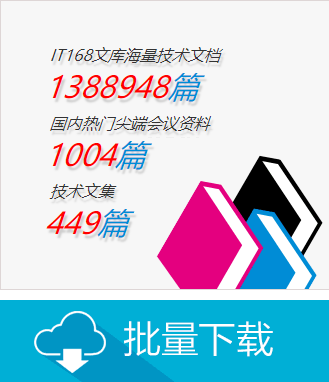 IT168文库海量技术文档
1388948篇
国内热门尖端会议资料
1004篇
技术文集
449篇
批量下载